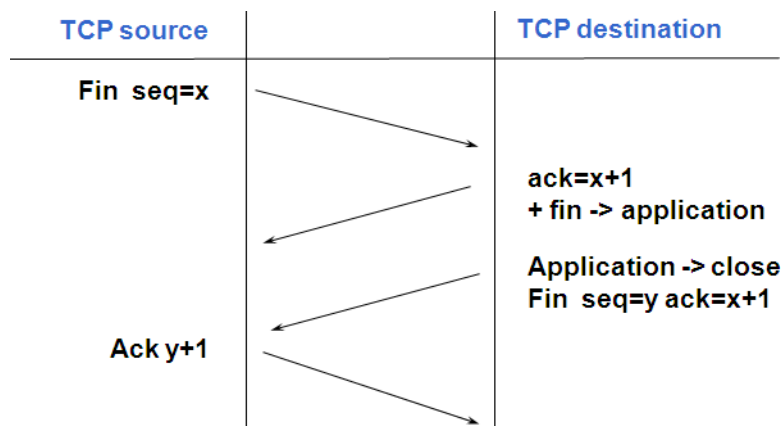 TCP source
TCP destination
Fin seq=x
ack=x+1
+ fin -> application
Application -> close
Fin seq=y ack=x+1
Ack y+1